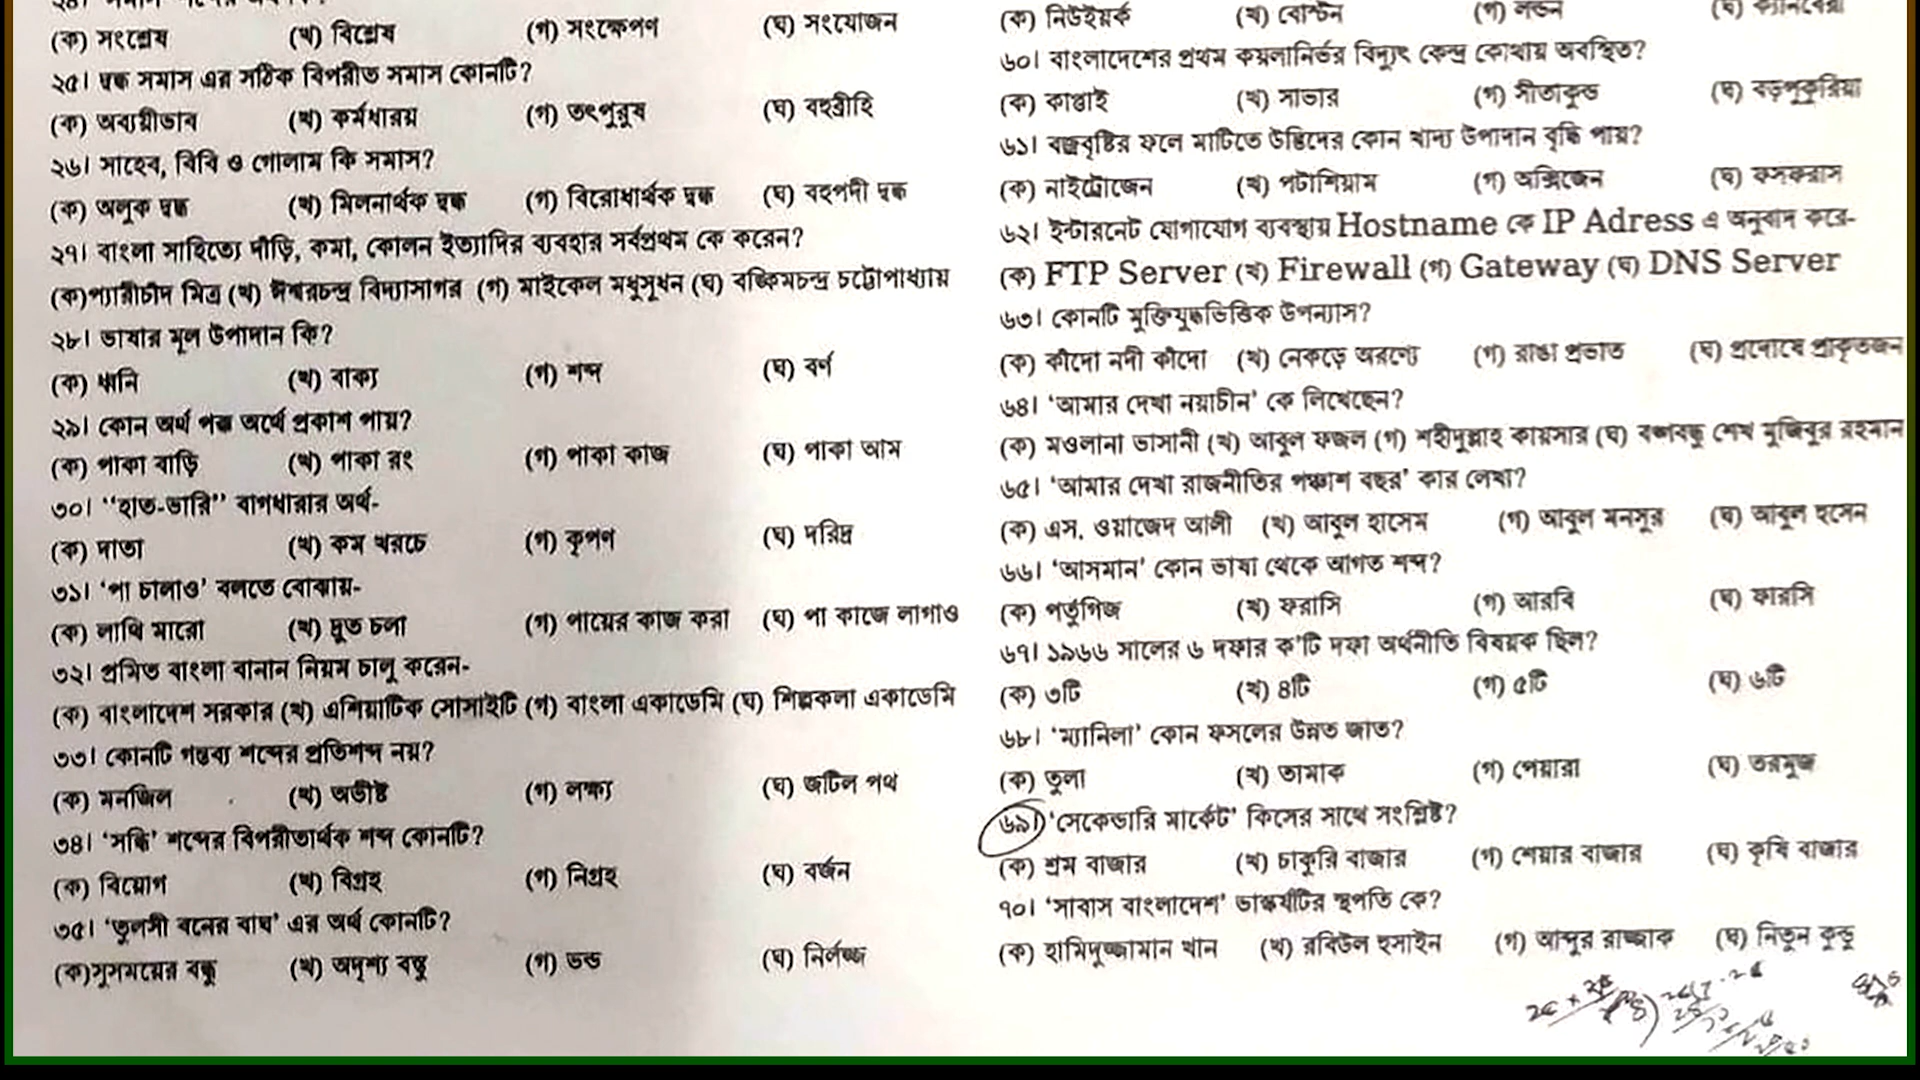 (ক) সংশ্লেষ (খ) বিশ্লেষ (গ) সংক্ষেপণ (ঘ) সংযোজন
২৫। দ্বন্দ্ব সমাস এর সঠিক বিপরীত সমাস কোনটি?
(ক) অব্যয়ীভাব (খ) কর্মধারয় (গ) তৎপুরুষ (ঘ) বহুব্রীহি
২৬। সাহেব, বিবি ও গোলাম কি সমাস?
(ক) অলুক দ্বন্দ্ব (খ) মিলনার্থক দ্বন্দ্ব (গ) বিরোধার্থক দ্বন্দ্ব (ঘ) বহুপদী দ্বন্দ্ব
২৭। বাংলা সাহিত্যে দাঁড়ি, কমা, কোলন ইত্যাদির ব্যবহার সর্বপ্রথম কে করেন?
(ক)প্যারীচাঁদ মিত্র (খ) ঈশ্বরচন্দ্র বিদ্যাসাগর (গ) মাইকেল মধুসূধন (ঘ) বঙ্কিমচন্দ্র চট্টোপাধ্যায়
২৮। ভাষার মূল উপাদান কি?
(ক) ধ্বনি (খ) বাক্য (গ) শব্দ (ঘ) বর্ণ
২৯। কোন অর্থ পক্ক অর্থে প্রকাশ পায়?
(ক) পাকা বাড়ি (খ) পাকা রং (গ) পাকা কাজ (ঘ) পাকা আম
৩০। “হাত-ভারি” বাগধারার অর্থ-
(ক) দাতা (খ) কম খরচে (গ) কৃপণ (ঘ) দরিদ্র
৩১। ‘পা চালাও’ বলতে বোঝায়-
(ক) লাথি মারো (খ) দ্রুত চলা (গ) পায়ের কাজ করা (ঘ) পা কাজে লাগাও
৩২। প্রমিত বাংলা বানান নিয়ম চালু করেন-
(ক) বাংলাদেশ সরকার (খ) এশিয়াটিক সোসাইটি (গ) বাংলা একাডেমি (ঘ) শিল্পকলা একাডেমি
৩৩। কোনটি গন্তব্য শব্দের প্রতিশব্দ নয়?
(ক) মনজিল (খ) অভীষ্ট (গ) লক্ষ্য (ঘ) জটিল পথ
৩৪। ‘সন্ধি’ শব্দের বিপরীতার্থক শব্দ কোনটি?
(ক) বিয়োগ (খ) বিগ্রহ (গ) নিগ্রহ (ঘ) বর্জন
৩৫। ‘তুলসী বনের বাঘ’ এর অর্থ কোনটি?
(ক)সুসময়ের বন্ধু (খ) অদৃশ্য বস্তু (গ) ভন্ড (ঘ) নির্লজ্জ
(ক) নিউইয়র্ক (খ) বোস্টন (গ) লন্ডন (ঘ) ক্যানবেরা
৬০। বাংলাদেশের প্রথম কয়লানির্ভর বিদ্যুৎ কেন্দ্র কোথায় অবস্থিত?
(ক) কাপ্তাই (খ) সাভার (গ) সীতাকুন্ড (ঘ) বড়পুকুরিয়া
৬১। বজ্রবৃষ্টির ফলে মাটিতে উদ্ভিদের কোন খাদ্য উপাদান বৃদ্ধি পায়?
(ক) নাইট্রোজেন (খ) পটাশিয়াম (গ) অক্সিজেন (ঘ) ফসফরাস
৬২। ইন্টারনেট যোগাযোগ ব্যবস্থায় Hostname কে IP Adress এ অনুবাদ করে-
(ক) FTP Server (খ) Firewall (গ) Gateway (ঘ) DNS Server
৬৩। কোনটি মুক্তিযুদ্ধভিত্তিক উপন্যাস?
(ক) কাঁদো নদী কাঁদো (খ) নেকড়ে অরণ্যে (গ) রাঙা প্রভাত (ঘ) প্রদোষে প্রাকৃতজন
৬৪। ‘আমার দেখা নয়াচীন’ কে লিখেছেন?
(ক) মওলানা ভাসানী (খ) আবুল ফজল (গ) শহীদুল্লাহ কায়সার (ঘ) বঙ্গবন্ধু শেখ মুজিবুর রহমান
৬৫। ‘আমার দেখা রাজনীতির পঞ্চাশ বছর’ কার লেখা?
(ক) এস. ওয়াজেদ আলী (খ) আবুল হাসেম (গ) আবুল মনসুর (ঘ) আবুল হুসেন
৬৬। ‘আসমান’ কোন ভাষা থেকে আগত শব্দ?
(ক) পর্তুগিজ (খ) ফরাসি (গ) আরবি (ঘ) ফারসি
৬৭। ১৯৬৬ সালের ৬ দফার ক'টি দফা অর্থনীতি বিষয়ক ছিল?
(ক) ৩টি (খ) ৪টি (গ) ৫টি (ঘ) ৬টি
৬৮। ‘ম্যানিলা’ কোন ফসলের উন্নত জাত?
(ক) তুলা (খ) তামাক (গ) পেয়ারা (ঘ) তরমুজ
৬৯। ‘সেকেন্ডারি মার্কেট’ কিসের সাথে সংশ্লিষ্ট?
(ক) শ্রম বাজার (খ) চাকুরি বাজার (গ) শেয়ার বাজার (ঘ) কৃষি বাজার
৭০। ‘সাবাস বাংলাদেশ’ ভাস্কর্যটির স্থপতি কে?
(ক) হামিদুজ্জামান খান (খ) রবিউল হুসাইন (গ) আব্দুর রাজ্জাক (ঘ) নিতুন কুন্ডু